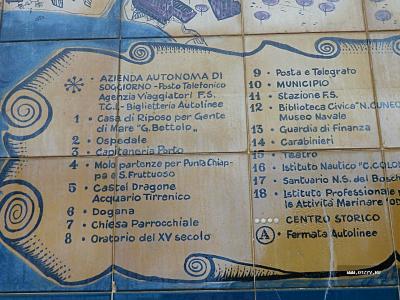 * · AZIENDA AUTONOMA DI
SOGGIORNO - Posto Telefonico
Agenzia Viaggiatori F.S.
T.C.I. - Biglietteria Autolinee
1 · Casa di Riposo per Gente
di Mare "G. Bettolo"
2 · Ospedale
3 · Capitaneria Porto
4 · Molo partenze per Punta Chiap-
pa e S. Fruttuoso
5 · Castel Dragone
Acquario Tirrenico
6 · Dogana
7 · Chiesa Parrocchiale
8 · Oratorio del XV secolo
9 · Posta e Telegrafo
10 · MUNICIPIO
11 · Stazione F.S.
12 · Biblioteca Civica "N. CUNEO
Museo Navale
13 · Guardia di Finanza
14 · Carabinieri
15 · Teatro
16 · Istituto Nautico "C. COLO
17 · Santuario N.S. del Bosch
18 · Istituto Professionale p
le Attività Marinare "O
CENTRO STORICO
A · Fermata Autolinee